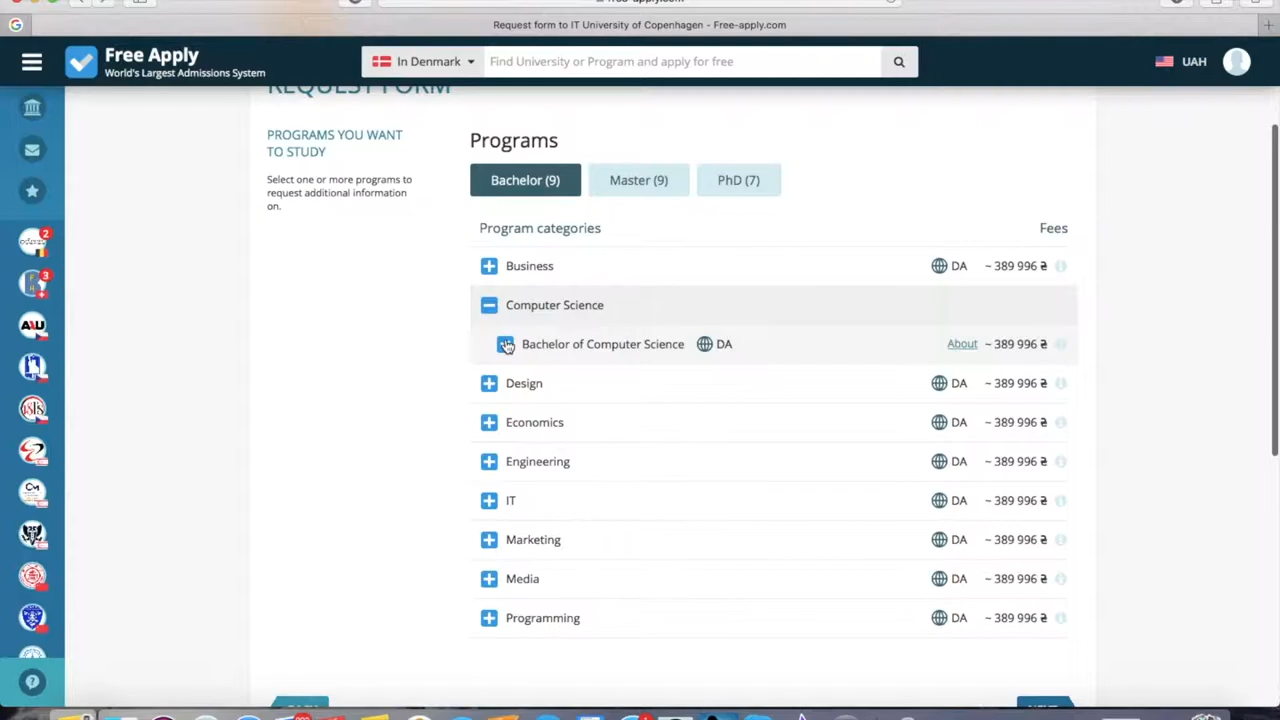 Request form to IT University of Copenhagen - Free-apply.com
Free Apply
World's Largest Admissions System
In Denmark
Find University or Program and apply for free
UAH
REQUEST FORM
PROGRAMS YOU WANT
TO STUDY
Select one or more programs to
request additional information
on.
Programs
Bachelor (9)
Master (9)
PhD (7)
Program categories
Fees
Business DA ~ 389 996 ₴
Computer Science
Bachelor of Computer Science DA About ~ 389 996 ₴
Design DA ~ 389 996 ₴
Economics DA ~ 389 996 ₴
Engineering DA ~ 389 996 ₴
IT DA ~ 389 996 ₴
Marketing DA ~ 389 996 ₴
Media DA ~ 389 996 ₴
Programming DA ~ 389 996 ₴
2
3